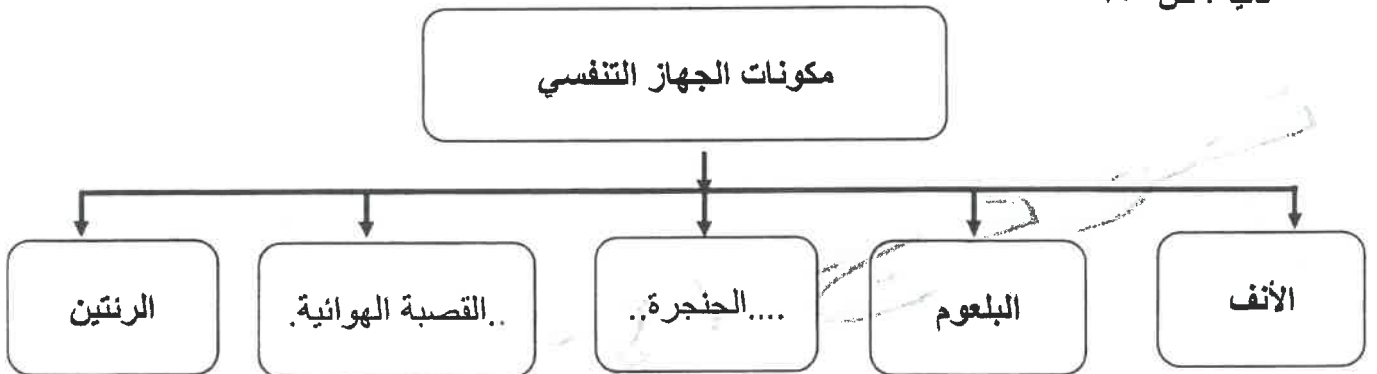 مكونات الجهاز التنفسي
الأنف
البلعوم
....الحنجرة..
..القصبة الهوائية.
الرئتين